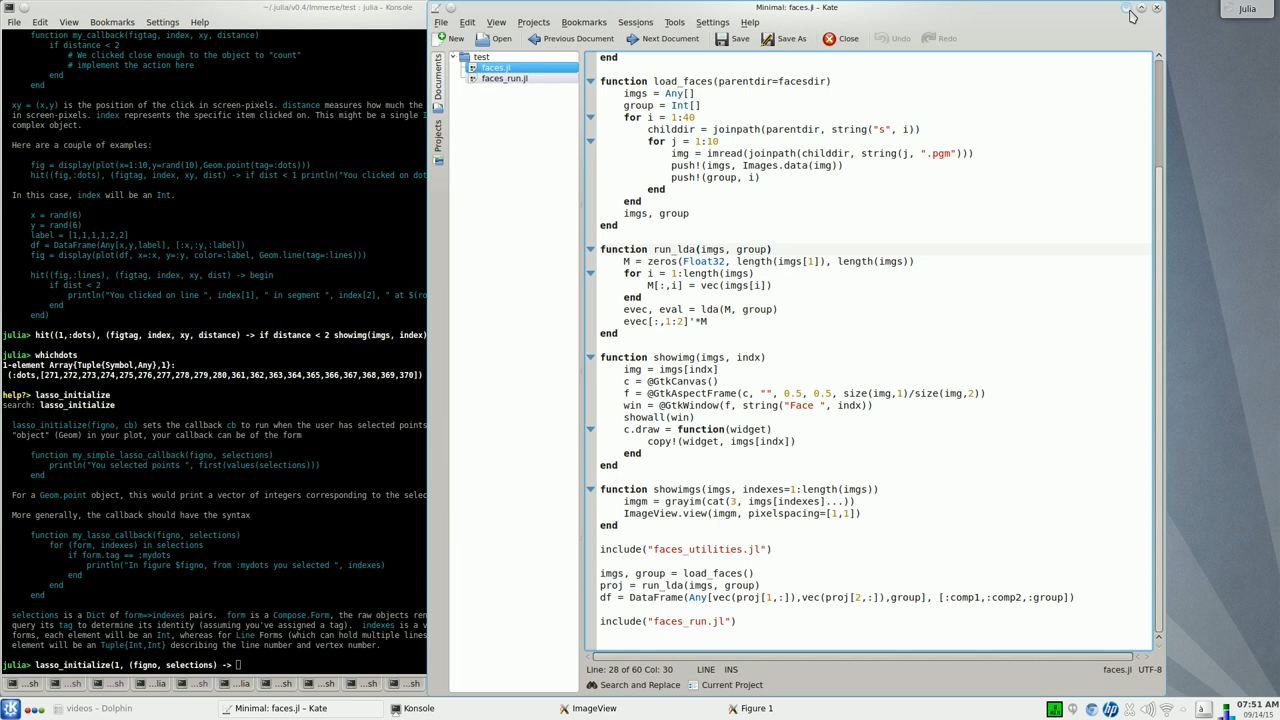 ~/.julia/v0.4/Immerse/test : julia - Konsole
File Edit View Bookmarks Settings Help
function my_callback(figtag, index, xy, distance)
if distance < 2
# We clicked close enough to the object to "count"
# implement the action here
end
end
xy = (x,y) is the position of the click in screen-pixels. distance measures how much the
in screen-pixels. index represents the specific item clicked on. This might be a single I
complex object.
Here are a couple of examples:
fig = display(plot(x=1:10,y=rand(10),Geom.point(tag=:dots)))
hit((fig,:dots), (figtag, index, xy, dist) -> if dist < 1 println("You clicked on dot
In this case, index will be an Int.
x = rand(6)
y = rand(6)
label = [1,1,1,2,2,2]
df = DataFrame(Any[x,y,label], [:x,:y,:label])
fig = display(plot(df, x=:x, y=:y, color=:label, Geom.line(tag=:lines)))
hit((fig,:lines), (figtag, index, xy, dist) -> begin
if dist < 2
println("You clicked on line ", index[1], " in segment ", index[2], " at $(ro
end
end)
julia> hit((1,:dots), (figtag, index, xy, distance) -> if distance < 2 showimg(imgs, index)
julia> whichdots
1-element Array{Tuple{Symbol,Any},1}:
(:dots,[271,272,273,274,275,276,277,278,279,280,361,362,363,364,365,366,367,368,369,370])
help?> lasso_initialize
search: lasso_initialize
lasso_initialize(figno, cb) sets the callback cb to run when the user has selected points
"object" (Geom) in your plot, your callback can be of the form
function my_simple_lasso_callback(figno, selections)
println("You selected points ", first(values(selections)))
end
For a Geom.point object, this would print a vector of integers corresponding to the selec
More generally, the callback should have the syntax
function my_lasso_callback(figno, selections)
for (form, indexes) in selections
if form.tag == :mydots
println("In figure $figno, from :mydots you selected ", indexes)
end
end
end
selections is a Dict of form=>indexes pairs. form is a Compose.Form, the raw objects ren
query its tag to determine its identity (assuming you've assigned a tag). indexes is a v
forms, each element will be an Int, whereas for Line Forms (which can hold multiple lines
element will be an Tuple{Int,Int} describing the line number and vertex number.
julia> lasso_initialize(1, (figno, selections) ->
...sh ...sh ...sh ...lia ...sh ...lia ...sh ...sh ...sh ...sh
Minimal: faces.jl - Kate
File Edit View Projects Bookmarks Sessions Tools Settings Help
New Open Previous Document Next Document Save Save As Close Undo Redo
Documents
Projects
test
faces.jl
faces_run.jl
end
function load_faces(parentdir=facesdir)
imgs = Any[]
group = Int[]
for i = 1:40
childdir = joinpath(parentdir, string("s", i))
for j = 1:10
img = imread(joinpath(childdir, string(j, ".pgm")))
push!(imgs, Images.data(img))
push!(group, i)
end
end
imgs, group
end
function run_lda(imgs, group)
M = zeros(Float32, length(imgs[1]), length(imgs))
for i = 1:length(imgs)
M[:,i] = vec(imgs[i])
end
evec, eval = lda(M, group)
evec[:,1:2]'*M
end
function showimg(imgs, indx)
img = imgs[indx]
c = @GtkCanvas()
f = @GtkAspectFrame(c, "", 0.5, 0.5, size(img,1)/size(img,2))
win = @GtkWindow(f, string("Face ", indx))
showall(win)
c.draw = function(widget)
copy!(widget, imgs[indx])
end
end
function showimgs(imgs, indexes=1:length(imgs))
imgm = grayim(cat(3, imgs[indexes]...))
ImageView.view(imgm, pixelspacing=[1,1])
end
include("faces_utilities.jl")
imgs, group = load_faces()
proj = run_lda(imgs, group)
df = DataFrame(Any[vec(proj[1,:]),vec(proj[2,:]),group], [:comp1,:comp2,:group])
include("faces_run.jl")
Line: 28 of 60 Col: 30 LINE INS faces.jl UTF-8
Search and Replace Current Project
Julia
videos - Dolphin Minimal: faces.jl - Kate Konsole ImageView Figure 1
07:51 AM
09/14/15